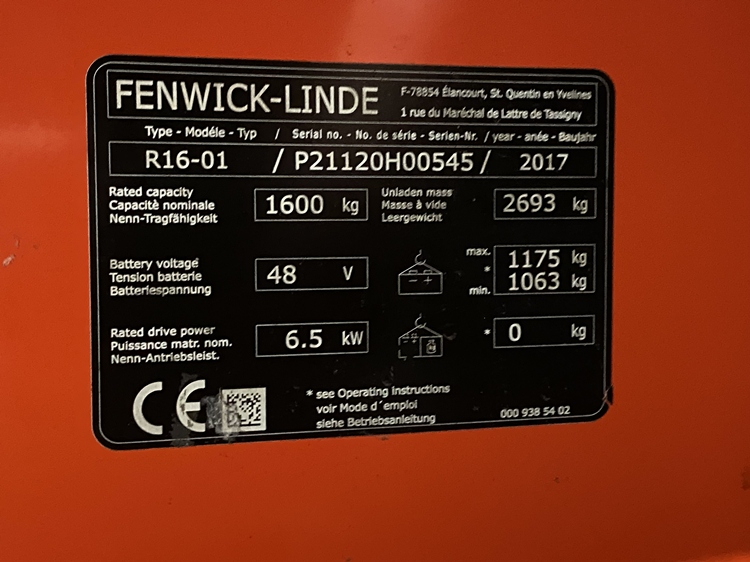 FENWICK-LINDE
F-78854 Élancourt, St. Quentin en Yvelines
1 rue du Maréchal de Lattre de Tassigny
Type - Modéle - Typ / Serial no. - No. de série - Serien-Nr. / year - anée - Baujahr
R16-01 / P21120H00545 / 2017
Rated capacity
Capacitè nominale
Nenn-Tragfähigkeit
1600 kg
Unladen mass
Masse à vide
Leergewicht
2693 kg
Battery voltage
Tension batterie
Batteriespannung
48 V
max. 1175 kg
*
min. 1063 kg
Rated drive power
Puissance matr. nom.
Nenn-Antriebsleist.
6.5 kW
kg
* 0 kg
CE
* see Operating instructions
voir Mode d´emploi
siehe Betriebsanleitung
000 938 54 02